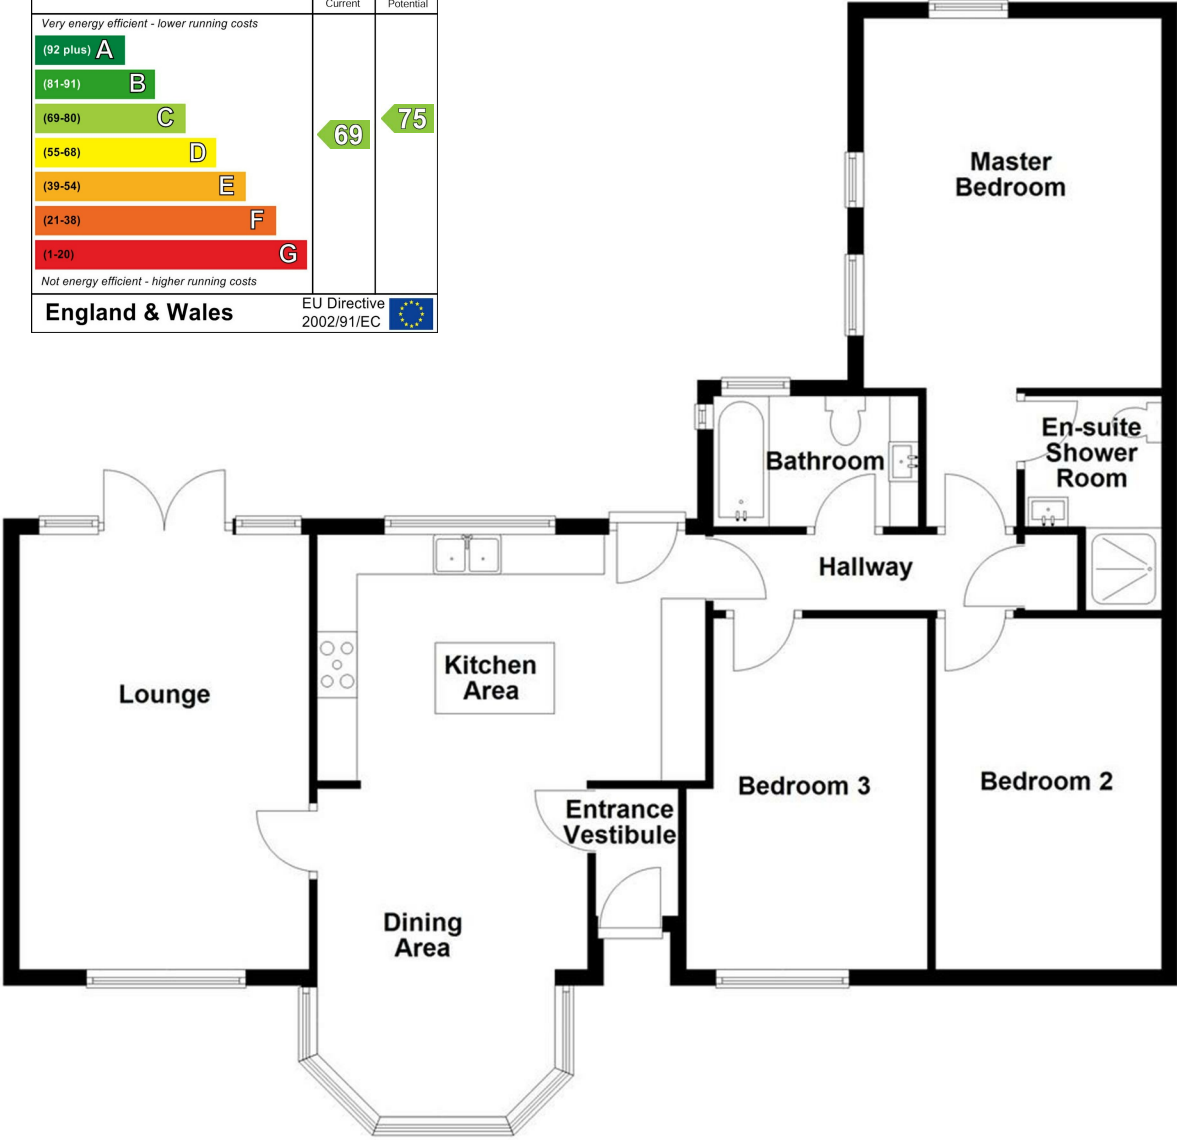 Current Potential
Very energy efficient - lower running costs
(92 plus) A
(81-91) B
(69-80) C
(55-68) D
(39-54) E
(21-38) F
(1-20) G
69
75
Not energy efficient - higher running costs
England & Wales
EU Directive
2002/91/EC
Master
Bedroom
En-suite
Shower
Room
Bathroom
Hallway
Kitchen
Area
Lounge
Bedroom 3
Bedroom 2
Entrance
Vestibule
Dining
Area